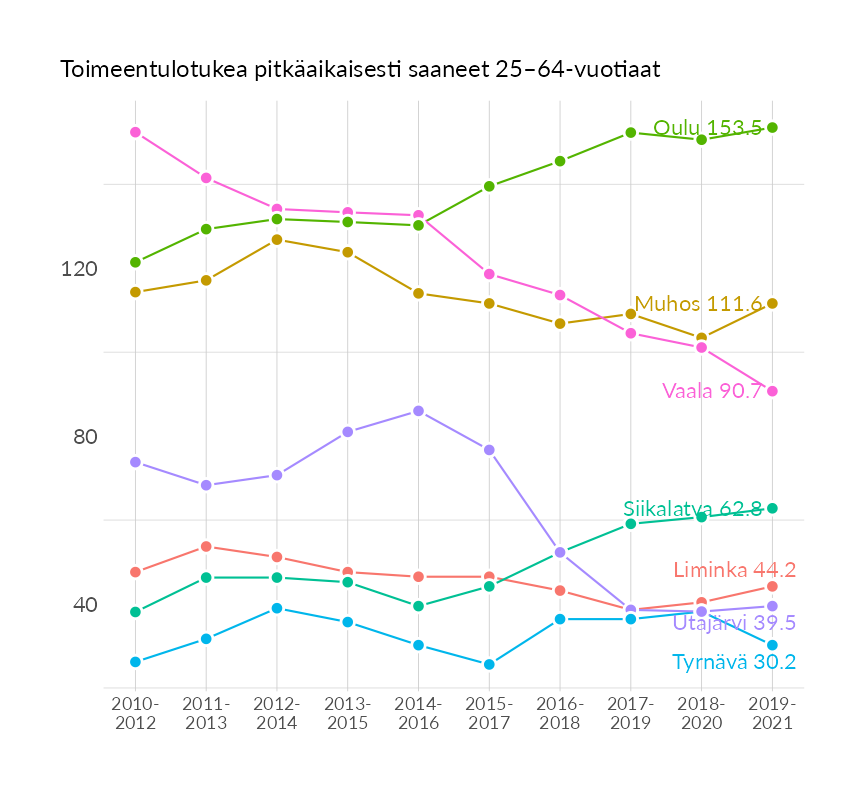 Toimeentulotukea pitkäaikaisesti saaneet 25–64-vuotiaat
Oulu 153.5
120
Muhos 111.6
Vaala 90.7
80
Siikalatva 62.8
Liminka 44.2
40
Utajärvi 39.5
Tyrnävä 30.2
2010- 2011- 2012- 2013- 2014- 2015- 2016- 2017- 2018- 2019-
2012 2013 2014 2015 2016 2017 2018 2019 2020 2021